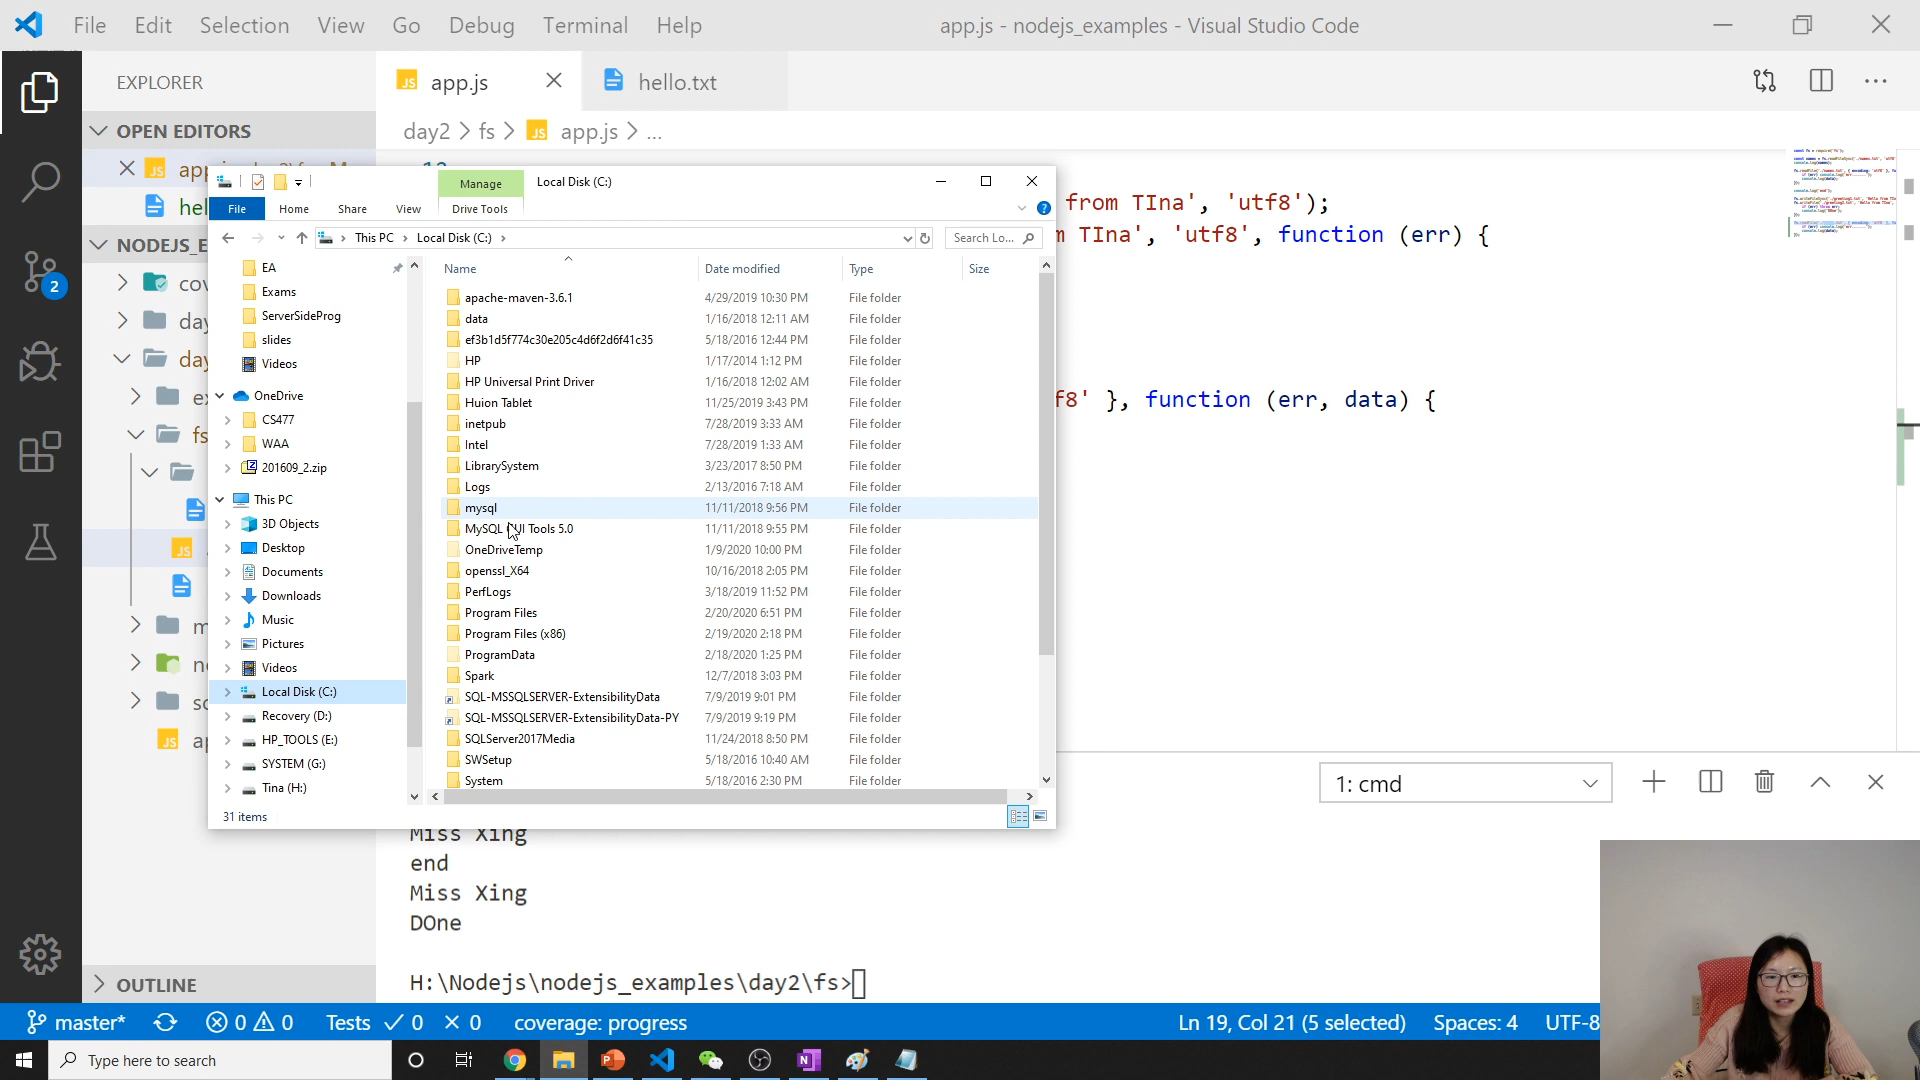 File Edit Selection View Go Debug Terminal Help
app.js - nodejs_examples - Visual Studio Code
EXPLORER
OPEN EDITORS
NODEJS_E
OUTLINE
app.js
hello.txt
day2 > fs > JS app.js > ...
from TIna', 'utf8');
TIna', 'utf8', function (err) {
f8' }, function (err, data) {
Manage
Local Disk (C:)
File Home Share View Drive Tools
This PC > Local Disk (C:) >
Search Lo...
EA
Exams
ServerSideProg
slides
Videos
OneDrive
CS477
WAA
201609_2.zip
This PC
3D Objects
Desktop
Documents
Downloads
Music
Pictures
Videos
Local Disk (C:)
Recovery (D:)
HP_TOOLS (E:)
SYSTEM (G:)
Tina (H:)
Name Date modified Type Size
apache-maven-3.6.1 4/29/2019 10:30 PM File folder
data 1/16/2018 12:11 AM File folder
ef3b1d5f774c30e205c4d6f2d6f41c35 5/18/2016 12:44 PM File folder
HP 1/17/2014 1:12 PM File folder
HP Universal Print Driver 1/16/2018 12:02 AM File folder
Huion Tablet 11/25/2019 3:43 PM File folder
inetpub 7/28/2019 3:33 AM File folder
Intel 7/28/2019 1:33 AM File folder
LibrarySystem 3/23/2017 8:50 PM File folder
Logs 2/13/2016 7:18 AM File folder
mysql 11/11/2018 9:56 PM File folder
MySQL Tools 5.0 11/11/2018 9:55 PM File folder
OneDriveTemp 1/9/2020 10:00 PM File folder
openssl_X64 10/16/2018 2:05 PM File folder
PerfLogs 3/18/2019 11:52 PM File folder
Program Files 2/20/2020 6:51 PM File folder
Program Files (x86) 2/19/2020 2:18 PM File folder
ProgramData 2/18/2020 1:25 PM File folder
Spark 12/7/2018 3:03 PM File folder
SQL-MSSQLSERVER-ExtensibilityData 7/9/2019 9:01 PM File folder
SQL-MSSQLSERVER-ExtensibilityData-PY 7/9/2019 9:19 PM File folder
SQLServer2017Media 11/24/2018 8:50 PM File folder
SWSetup 5/18/2016 10:40 AM File folder
System 5/18/2016 2:30 PM File folder
31 items
1: cmd
Miss Xing
end
Miss Xing
DOne
H:\Nodejs\nodejs_examples\day2\fs>
master* 0 0 Tests 0 0 coverage: progress Ln 19, Col 21 (5 selected) Spaces: 4 UTF-8
Type here to search